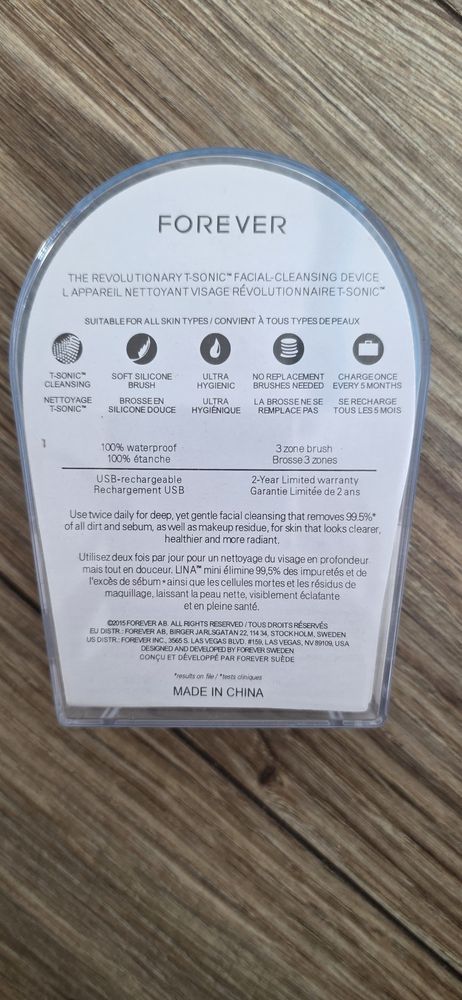 FOREVER
THE REVOLUTIONARY T-SONIC™ FACIAL-CLEANSING DEVICE
L APPAREIL NETTOYANT VISAGE RÉVOLUTIONNAIRE T-SONIC™
SUITABLE FOR ALL SKIN TYPES / CONVIENT À TOUS TYPES DE PEAUX
T-SONIC™
CLEANSING
NETTOYAGE
T-SONIC™
SOFT SILICONE
BRUSH
BROSSE EN
SILICONE DOUCE
ULTRA
HYGIENIC
ULTRA
HYGIÉNIQUE
NO REPLACEMENT
BRUSHES NEEDED
LA BROSSE NE SE
REMPLACE PAS
CHARGE ONCE
EVERY 5 MONTHS
SE RECHARGE
TOUS LES 5 MOIS
100% waterproof
100% étanche
3 zone brush
Brosse 3 zones
USB-rechargeable
Rechargement USB
2-Year Limited warranty
Garantie Limitée de 2 ans
Use twice daily for deep, yet gentle facial cleansing that removes 99.5%*
of all dirt and sebum, as well as makeup residue, for skin that looks clearer,
healthier and more radiant.
Utilisez deux fois par jour pour un nettoyage du visage en profondeur
mais tout en douceur. LINA™ mini élimine 99,5% des impuretés et de
l'excès de sébum* ainsi que les cellules mortes et les résidus de
maquillage, laissant la peau nette, visiblement éclatante
et en pleine santé.
©2015 FOREVER AB. ALL RIGHTS RESERVED / TOUS DROITS RÉSERVÉS
EU DISTR.: FOREVER AB, BIRGER JARLSGATAN 22, 114 34, STOCKHOLM, SWEDEN
US DISTR.: FOREVER INC., 3565 S. LAS VEGAS BLVD. #159, LAS VEGAS, NV 89109, USA
DESIGNED AND DEVELOPED BY FOREVER SWEDEN
CONÇU ET DÉVELOPPÉ PAR FOREVER SUÈDE
*results on file / *tests cliniques
MADE IN CHINA